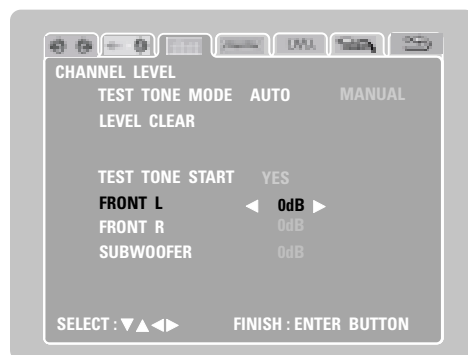 CHANNEL LEVEL
TEST TONE MODE AUTO MANUAL
LEVEL CLEAR
TEST TONE START YES
FRONT L ◀ 0dB ▶
FRONT R 0dB
SUBWOOFER 0dB
SELECT : ▼▲◀▶ FINISH : ENTER BUTTON